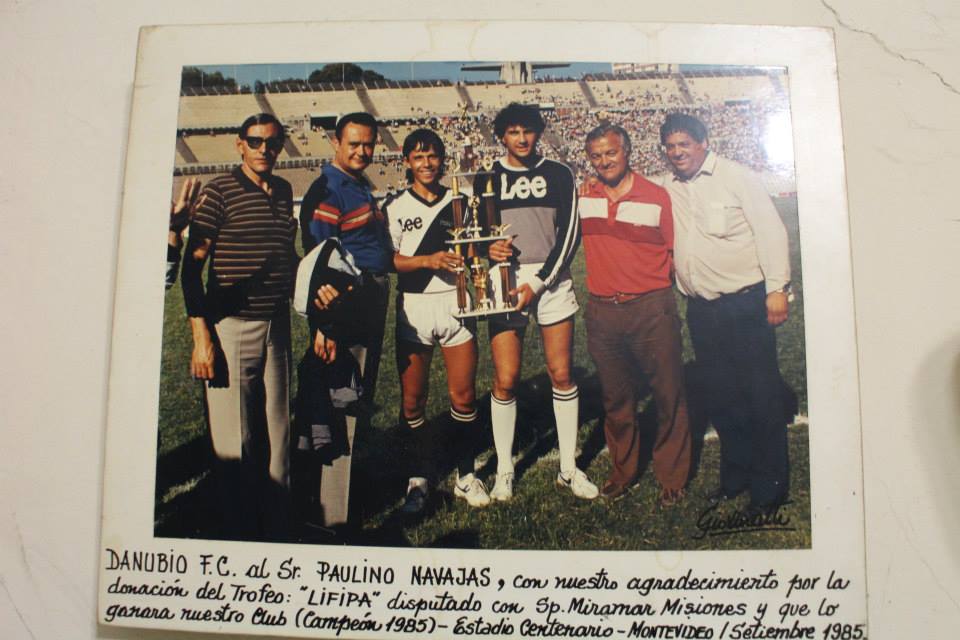 Lee
Lee
DANUBIO F.C. al Sr. PAULINO NAVAJAS, con nuestro agradecimiento por la
donación del Trofeo: "LIFIPA" disputado con Sp. Miramar Misiones y que lo
ganara nuestro Club (Campeón 1985) - Estadio Centenario - MONTEVIDEO / Setiembre 1985.